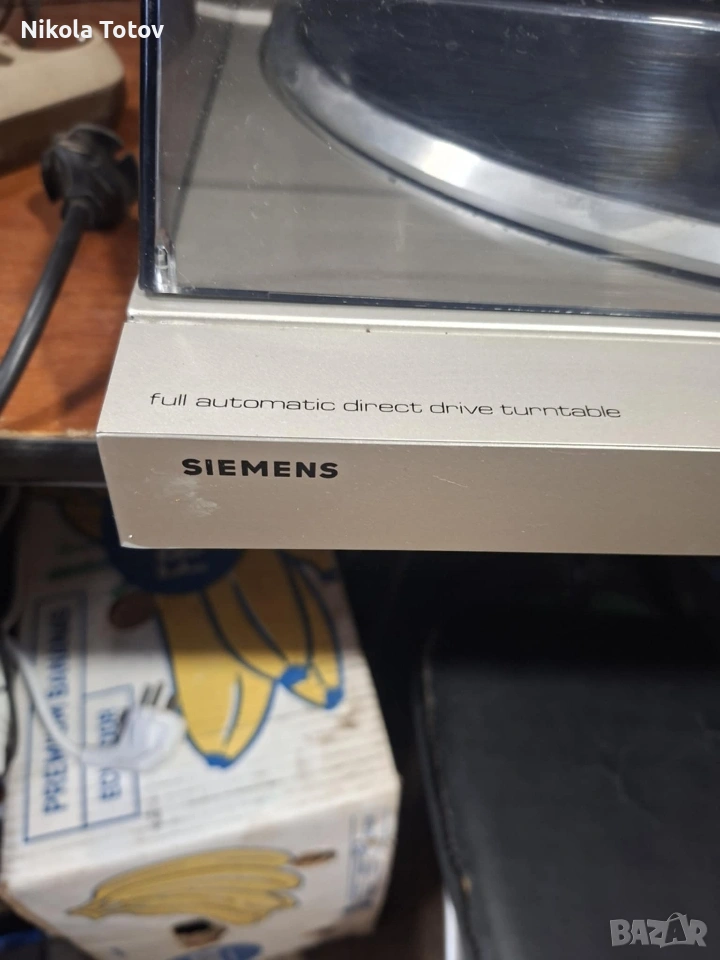 Nikola Totov
full automatic direct drive turntable
SIEMENS
PREMIUM BANANAS
BAZAR